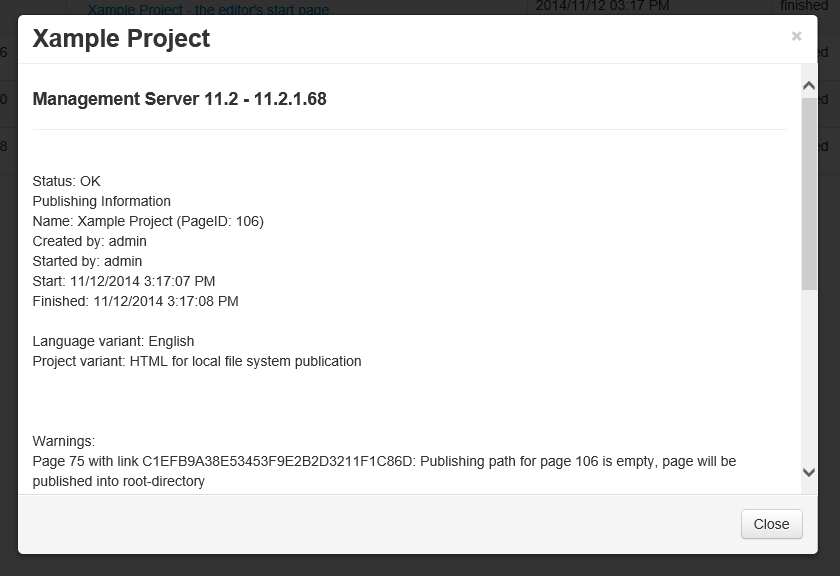 Xample Project - the editor's start page 2014/11/12 03:17 PM finished
Xample Project ×
6 ed
Management Server 11.2 - 11.2.1.68
0 ed
8 ed
Status: OK
Publishing Information
Name: Xample Project (PageID: 106)
Created by: admin
Started by: admin
Start: 11/12/2014 3:17:07 PM
Finished: 11/12/2014 3:17:08 PM
Language variant: English
Project variant: HTML for local file system publication
Warnings:
Page 75 with link C1EFB9A38E53453F9E2B2D3211F1C86D: Publishing path for page 106 is empty, page will be
published into root-directory
Close